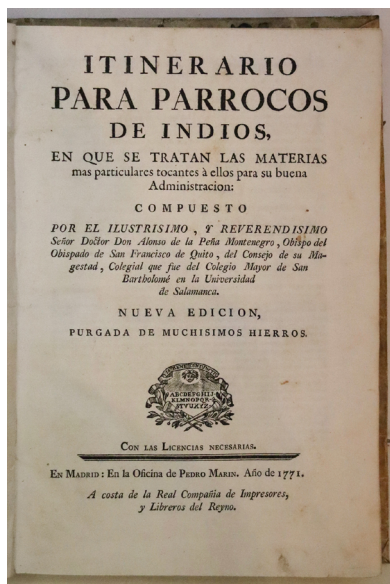 ITINERARIO
PARA PARROCOS
DE INDIOS,
EN QUE SE TRATAN LAS MATERIAS
mas particulares tocantes à ellos para su buena
Administracion:
COMPUESTO
POR EL ILUSTRISIMO, Y REVERENDISIMO
Señor Doctor Don Alonso de la Peña Montenegro, Obispo del
Obispado de San Francisco de Quito, del Consejo de su Ma-
gestad, Colegial que fue del Colegio Mayor de San
Bartholomé en la Universidad
de Salamanca.
NUEVA EDICION,
PURGADA DE MUCHISIMOS HIERROS.
ABCDEFGHIJ
KLMNOPQR
STVUXYZ
CON LAS LICENCIAS NECESARIAS.
EN MADRID: En la Oficina de PEDRO MARIN. Año de 1771.
A costa de la Real Compañia de Impresores,
y Libreros del Reyno.